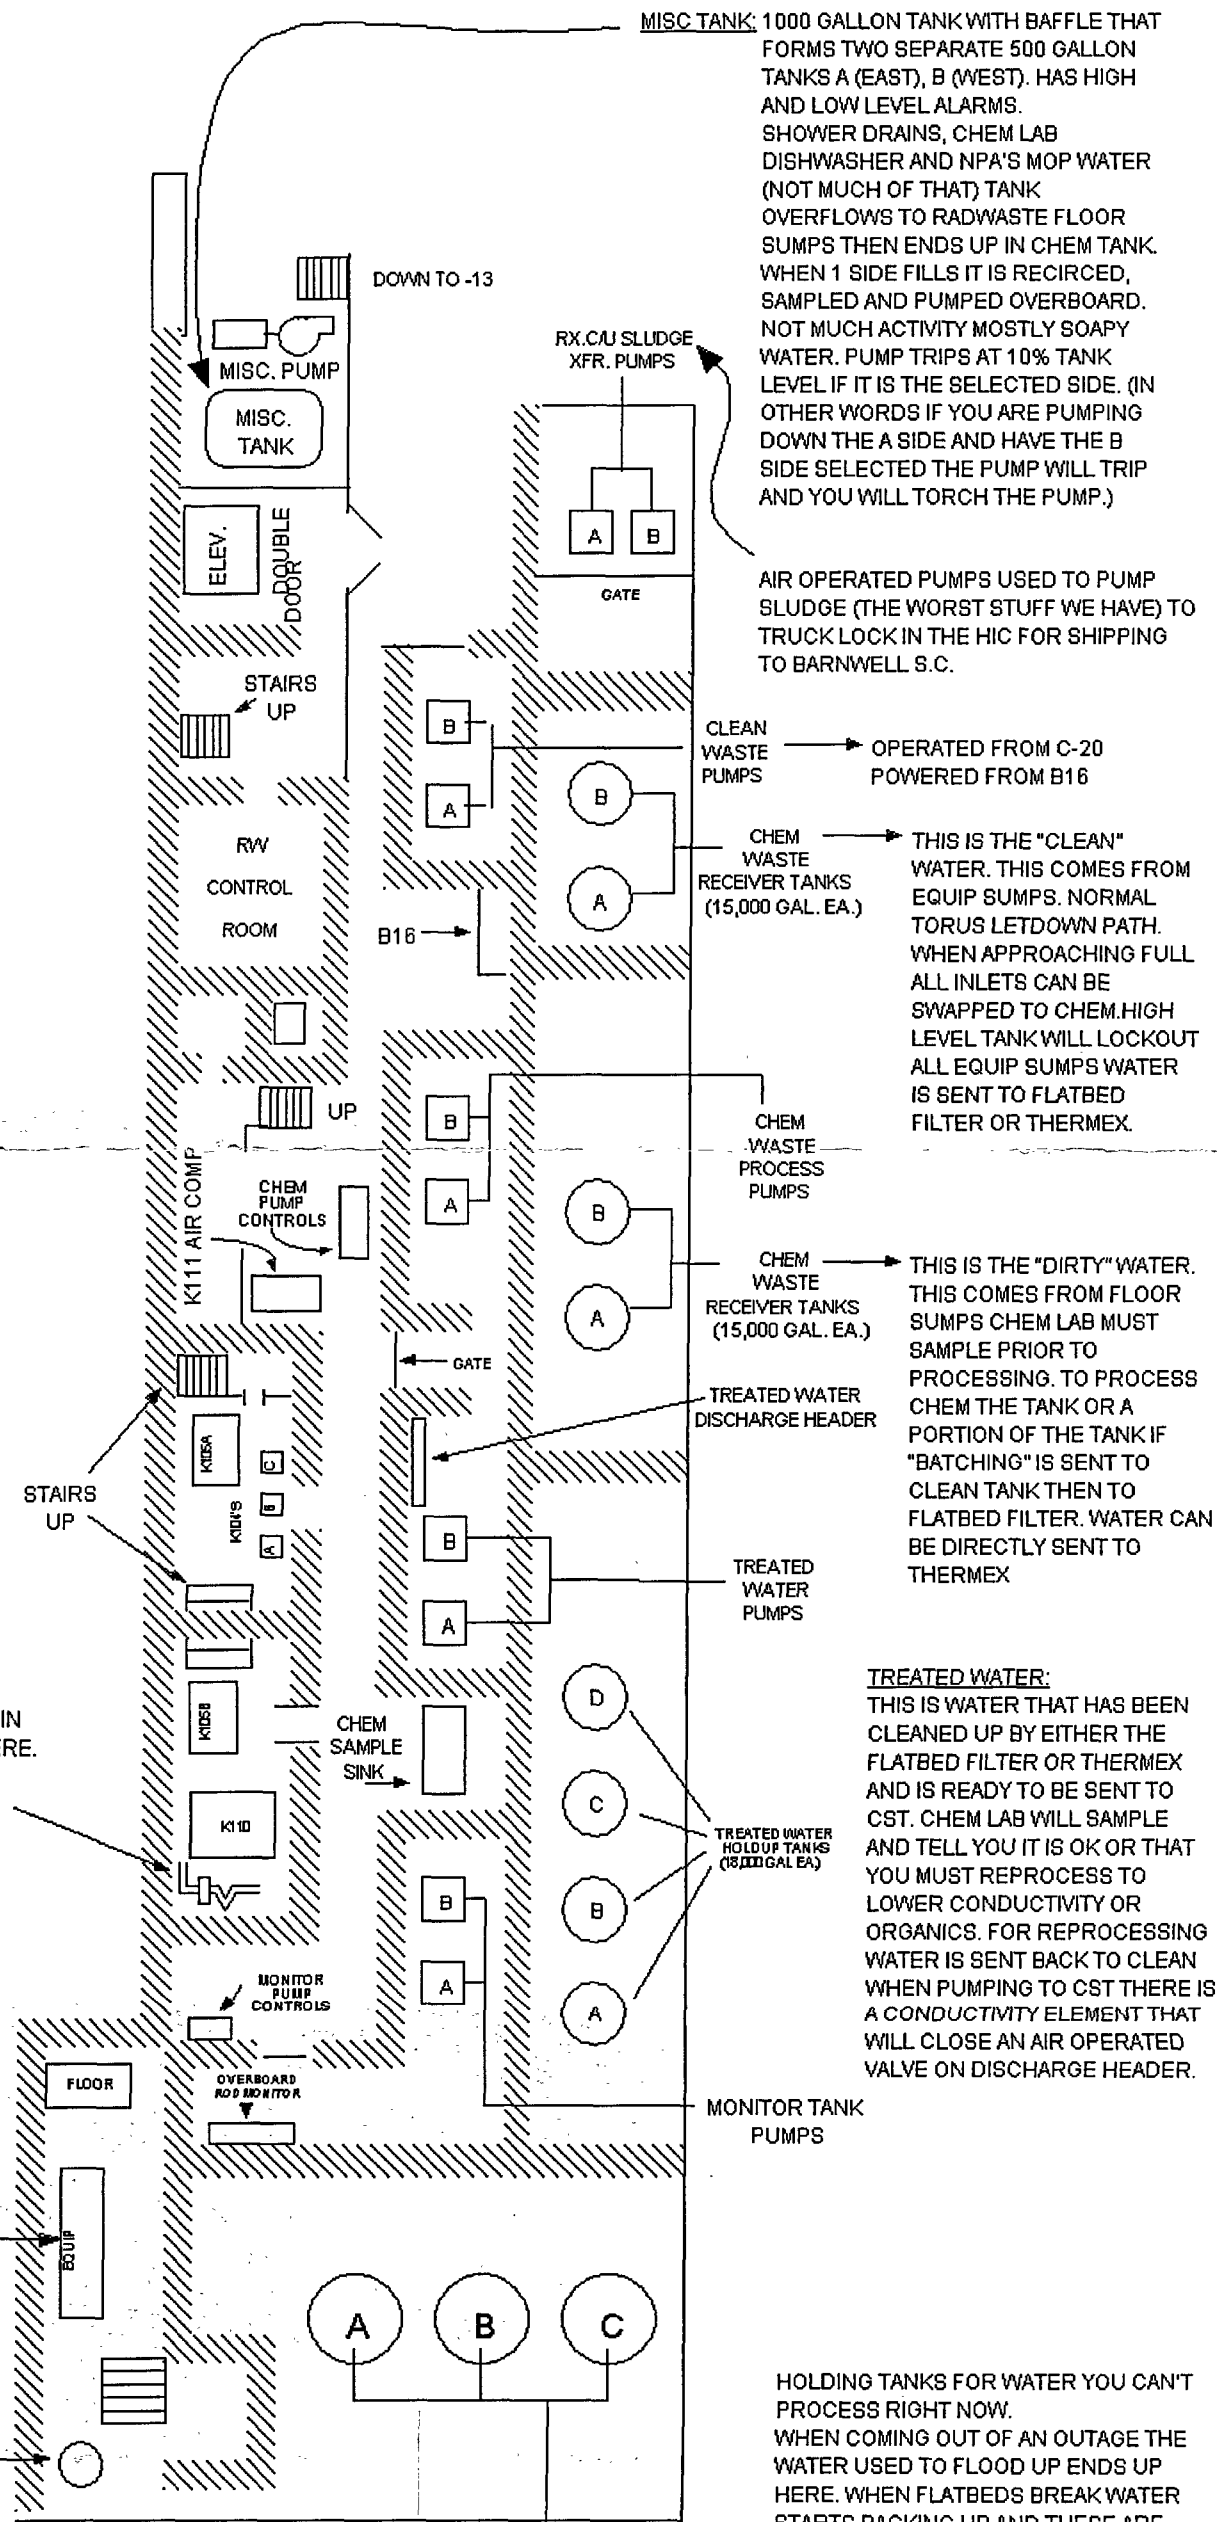 MISC TANK: 1000 GALLON TANK WITH BAFFLE THAT
FORMS TWO SEPARATE 500 GALLON
TANKS A (EAST), B (WEST). HAS HIGH
AND LOW LEVEL ALARMS.
SHOWER DRAINS, CHEM LAB
DISHWASHER AND NPA'S MOP WATER
(NOT MUCH OF THAT) TANK
OVERFLOWS TO RADWASTE FLOOR
SUMPS THEN ENDS UP IN CHEM TANK.
WHEN 1 SIDE FILLS IT IS RECIRCED,
SAMPLED AND PUMPED OVERBOARD.
NOT MUCH ACTIVITY MOSTLY SOAPY
WATER. PUMP TRIPS AT 10% TANK
LEVEL IF IT IS THE SELECTED SIDE. (IN
OTHER WORDS IF YOU ARE PUMPING
DOWN THE A SIDE AND HAVE THE B
SIDE SELECTED THE PUMP WILL TRIP
AND YOU WILL TORCH THE PUMP.)
DOWN TO -13
MISC. PUMP
MISC.
TANK
RX.C/U SLUDGE
XFR. PUMPS
A
B
GATE
AIR OPERATED PUMPS USED TO PUMP
SLUDGE (THE WORST STUFF WE HAVE) TO
TRUCK LOCK IN THE HIC FOR SHIPPING
TO BARNWELL S.C.
ELEV.
DOUBLE
DOOR
STAIRS
UP
B
A
CLEAN
WASTE
PUMPS
OPERATED FROM C-20
POWERED FROM B16
B
A
CHEM
WASTE
RECEIVER TANKS
(15,000 GAL. EA.)
THIS IS THE "CLEAN"
WATER. THIS COMES FROM
EQUIP SUMPS. NORMAL
TORUS LETDOWN PATH.
WHEN APPROACHING FULL
ALL INLETS CAN BE
SWAPPED TO CHEM.HIGH
LEVEL TANK WILL LOCKOUT
ALL EQUIP SUMPS WATER
IS SENT TO FLATBED
FILTER OR THERMEX.
RW
CONTROL
ROOM
B16
UP
B
A
CHEM
WASTE
PROCESS
PUMPS
K111 AIR COMP
CHEM
PUMP
CONTROLS
B
A
CHEM
WASTE
RECEIVER TANKS
(15,000 GAL. EA.)
THIS IS THE "DIRTY" WATER.
THIS COMES FROM FLOOR
SUMPS CHEM LAB MUST
SAMPLE PRIOR TO
PROCESSING. TO PROCESS
CHEM THE TANK OR A
PORTION OF THE TANK IF
"BATCHING" IS SENT TO
CLEAN TANK THEN TO
FLATBED FILTER. WATER CAN
BE DIRECTLY SENT TO
THERMEX
GATE
TREATED WATER
DISCHARGE HEADER
STAIRS
UP
K105A
K104'S
C
B
A
B
A
TREATED
WATER
PUMPS
K105B
IN
ERE.
CHEM
SAMPLE
SINK
K110
D
C
B
A
TREATED WATER
HOLDUP TANKS
(18,000 GAL EA)
TREATED WATER:
THIS IS WATER THAT HAS BEEN
CLEANED UP BY EITHER THE
FLATBED FILTER OR THERMEX
AND IS READY TO BE SENT TO
CST. CHEM LAB WILL SAMPLE
AND TELL YOU IT IS OK OR THAT
YOU MUST REPROCESS TO
LOWER CONDUCTIVITY OR
ORGANICS. FOR REPROCESSING
WATER IS SENT BACK TO CLEAN
WHEN PUMPING TO CST THERE IS
A CONDUCTIVITY ELEMENT THAT
WILL CLOSE AN AIR OPERATED
VALVE ON DISCHARGE HEADER.
B
A
MONITOR
PUMP
CONTROLS
OVERBOARD
ROD MONITOR
MONITOR TANK
PUMPS
FLOOR
EQUIP
A
B
C
HOLDING TANKS FOR WATER YOU CAN'T
PROCESS RIGHT NOW.
WHEN COMING OUT OF AN OUTAGE THE
WATER USED TO FLOOD UP ENDS UP
HERE. WHEN FLATBEDS BREAK WATER
STARTS BACKING UP AND THESE ARE